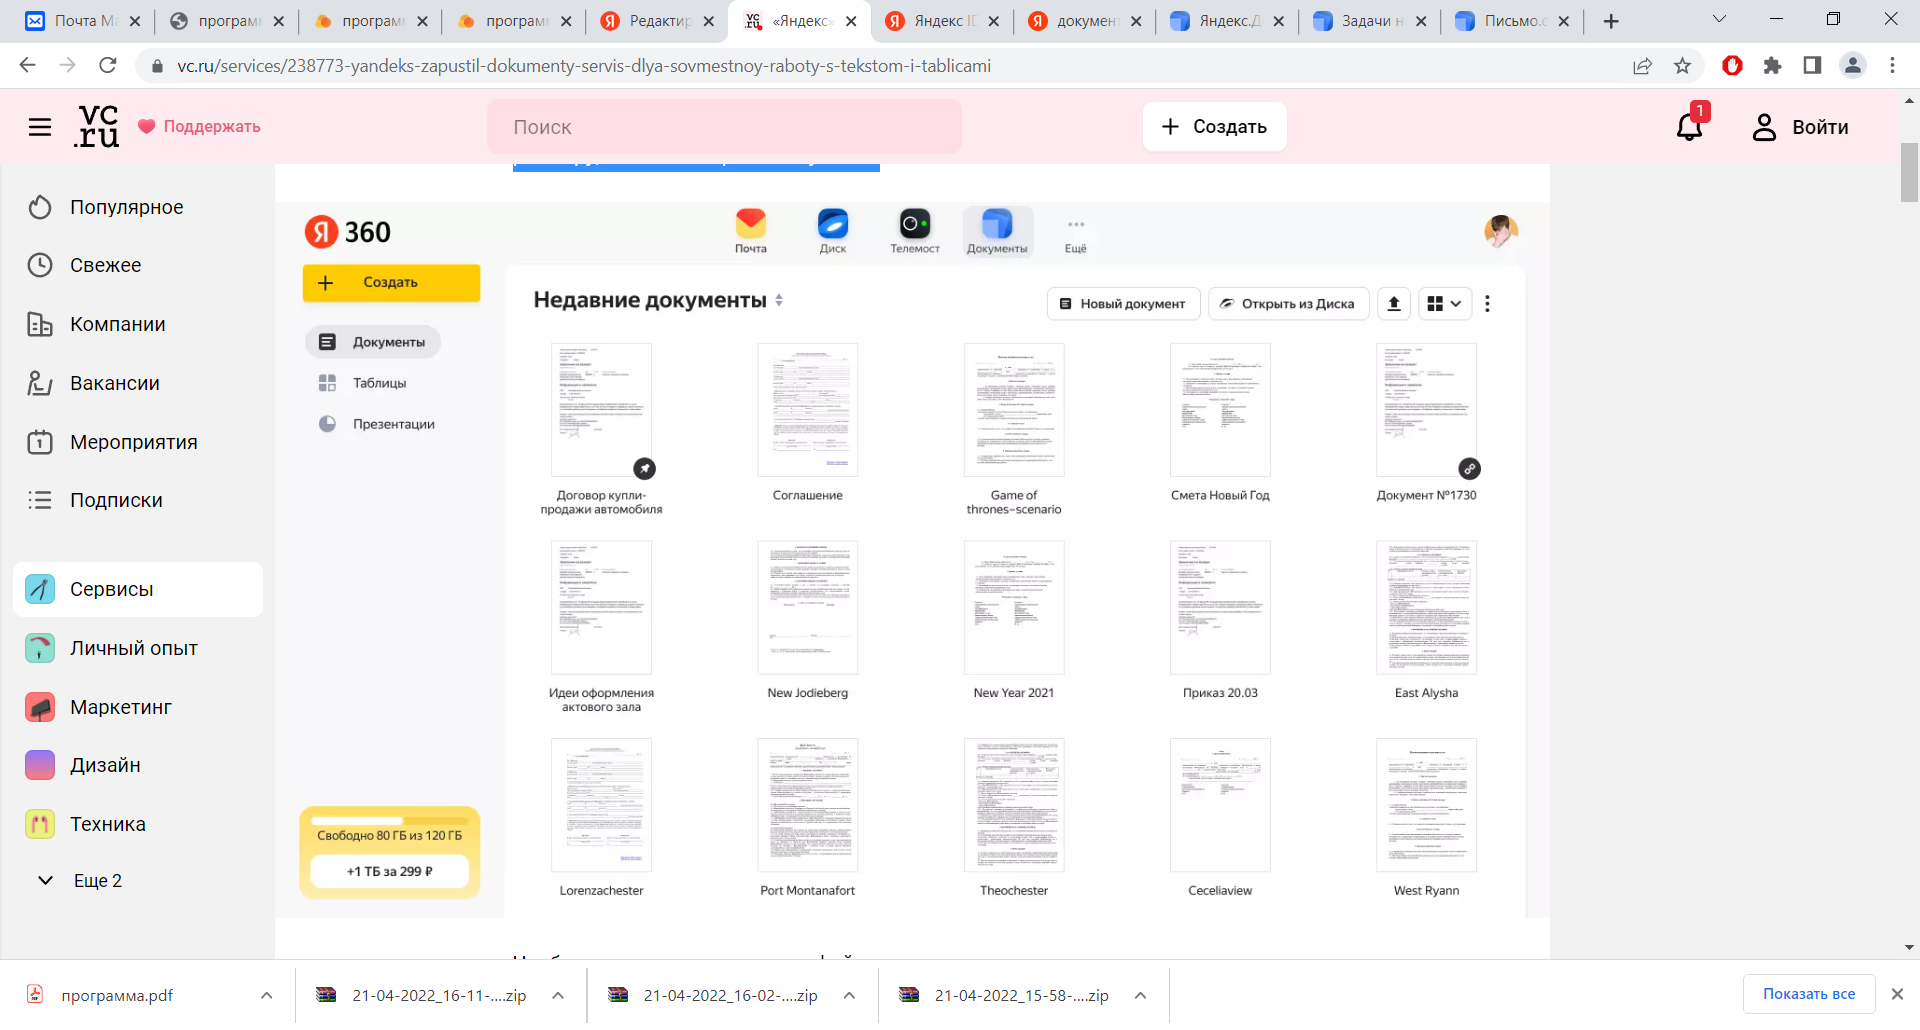 Почта Ма
програм
програм
програм
Редактир
«Яндекс»
Яндекс ID
докумен
Яндекс.Д
Задачи н
Письмо.с
vc.ru/services/238773-yandeks-zapustil-dokumenty-servis-dlya-sovmestnoy-raboty-s-tekstom-i-tablicami
vc
.ru
Поддержать
Поиск
+ Создать
1
Войти
Популярное
Свежее
Компании
Вакансии
Мероприятия
Подписки
Сервисы
Личный опыт
Маркетинг
Дизайн
Техника
Еще 2
Я 360
Почта
Диск
Телемост
Документы
Ещё
+ Создать
Документы
Таблицы
Презентации
Недавние документы
Новый документ
Открыть из Диска
Договор купли-
продажи автомобиля
Соглашение
Game of
thrones–scenario
Смета Новый Год
Документ №1730
Идеи оформления
актового зала
New Jodieberg
New Year 2021
Приказ 20.03
East Alysha
Lorenzachester
Port Montanafort
Theochester
Ceceliaview
West Ryann
Свободно 80 ГБ из 120 ГБ
+1 ТБ за 299 ₽
программа.pdf
21-04-2022_16-11-....zip
21-04-2022_16-02-....zip
21-04-2022_15-58-....zip
Показать все